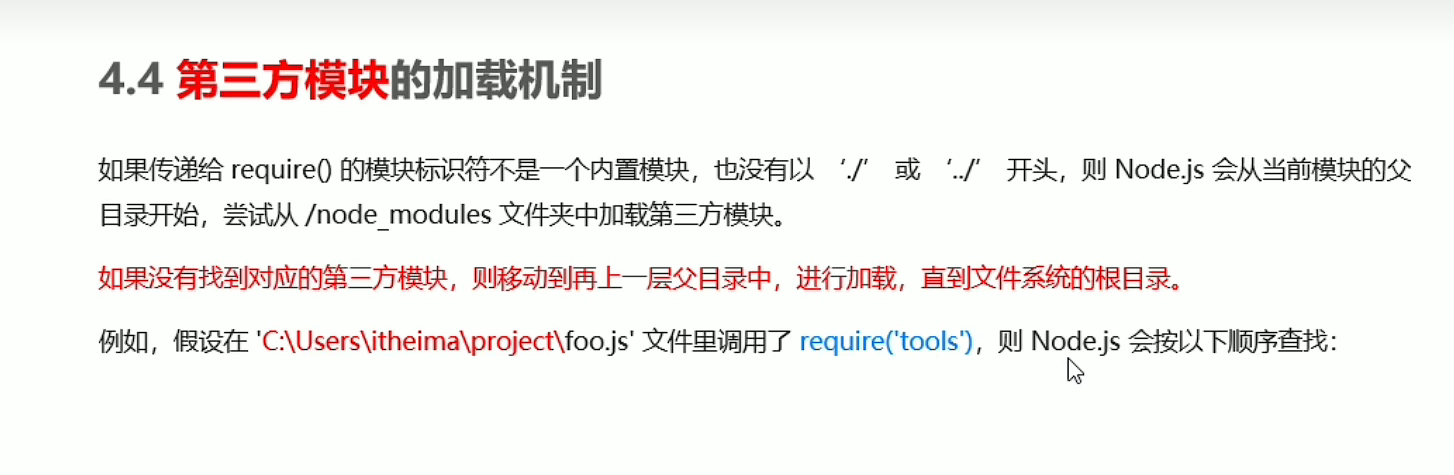 4.4 第三方模块的加载机制
如果传递给 require() 的模块标识符不是一个内置模块，也没有以 ‘./’ 或 ‘../’ 开头，则 Node.js 会从当前模块的父
目录开始，尝试从 /node_modules 文件夹中加载第三方模块。
如果没有找到对应的第三方模块，则移动到再上一层父目录中，进行加载，直到文件系统的根目录。
例如，假设在 'C:\Users\itheima\project\foo.js' 文件里调用了 require('tools')，则 Node.js 会按以下顺序查找：